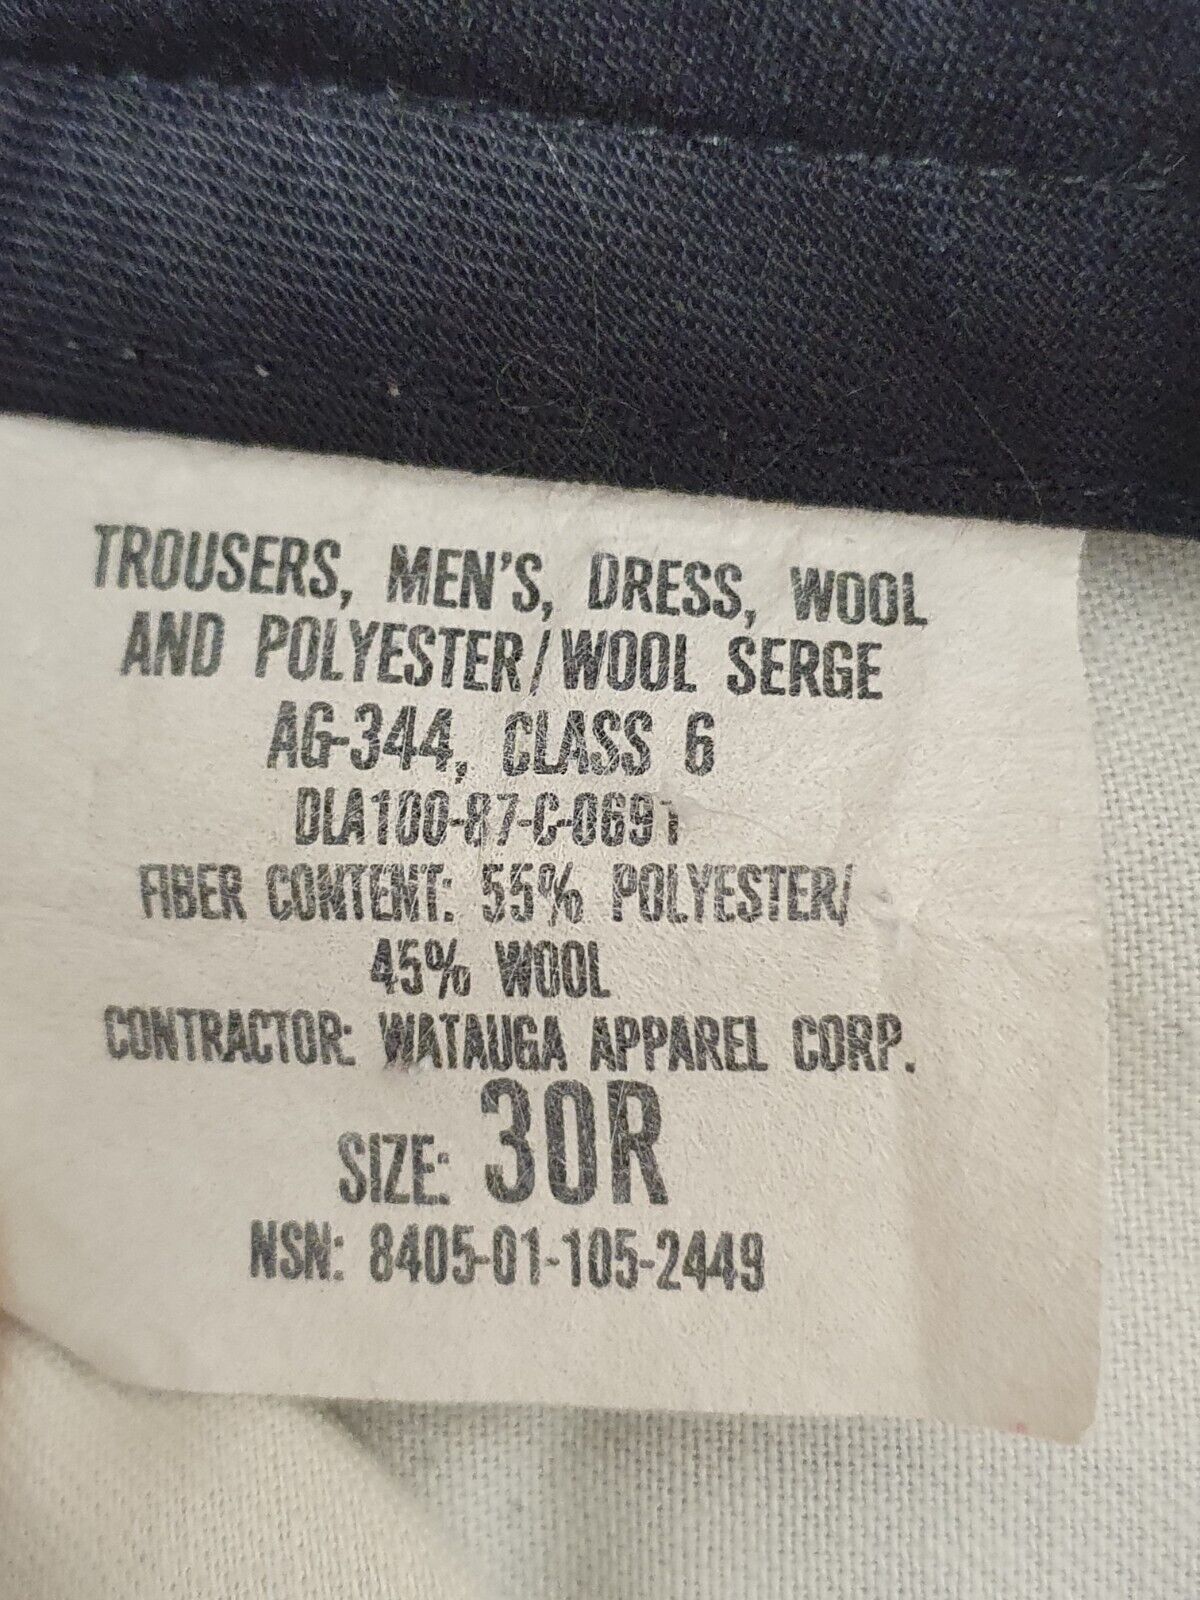 TROUSERS, MEN'S, DRESS, WOOL
AND POLYESTER/WOOL SERGE
AG-344, CLASS 6
DLA100-87-C-0691
FIBER CONTENT: 55% POLYESTER/
45% WOOL
CONTRACTOR: WATAUGA APPAREL CORP.
SIZE: 30R
NSN: 8405-01-105-2449